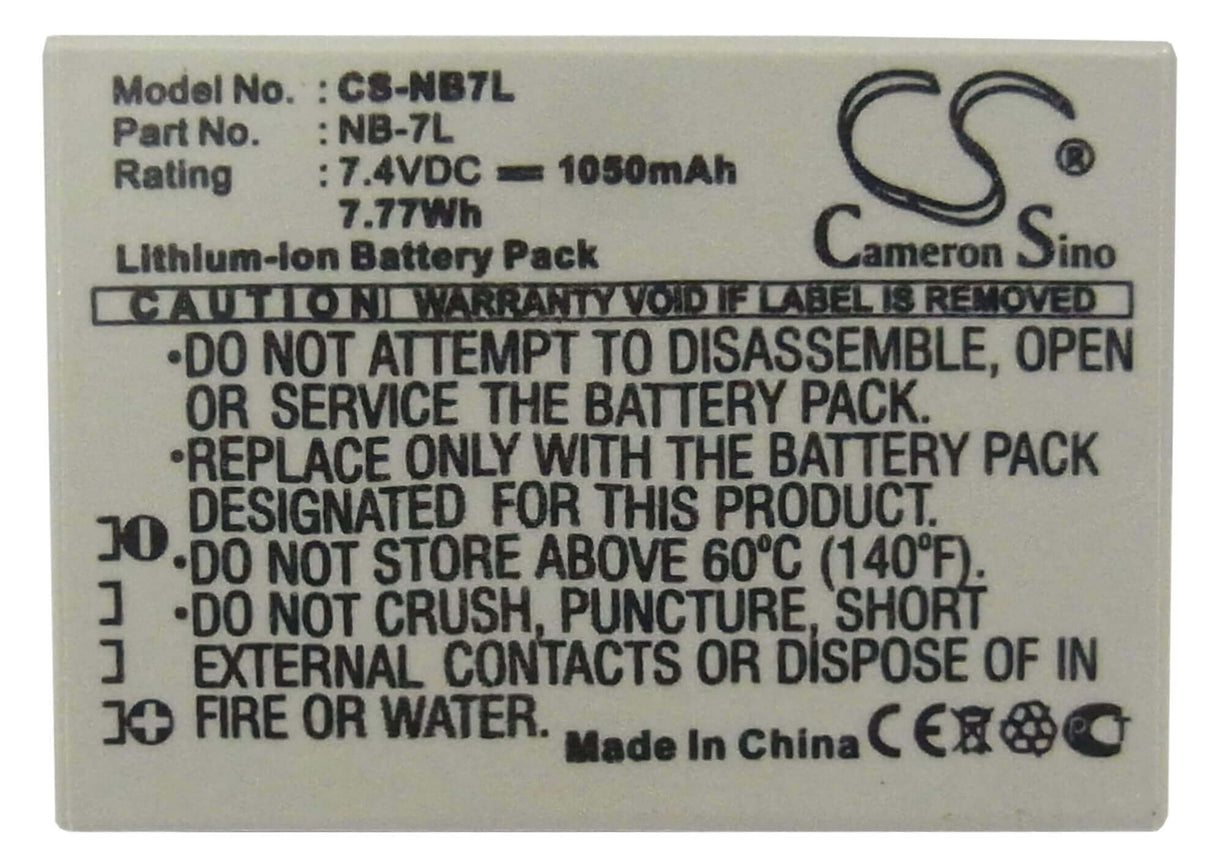 Model No. : CS-NB7L
Part No. : NB-7L
Rating : 7.4VDC ⎓ 1050mAh
7.77Wh
Lithium-Ion Battery Pack
CS®
Cameron Sino
CAUTION! WARRANTY VOID IF LABEL IS REMOVED
•DO NOT ATTEMPT TO DISASSEMBLE, OPEN
OR SERVICE THE BATTERY PACK.
•REPLACE ONLY WITH THE BATTERY PACK
DESIGNATED FOR THIS PRODUCT.
•DO NOT STORE ABOVE 60°C (140°F).
•DO NOT CRUSH, PUNCTURE, SHORT
EXTERNAL CONTACTS OR DISPOSE OF IN
FIRE OR WATER.
Made In China CE